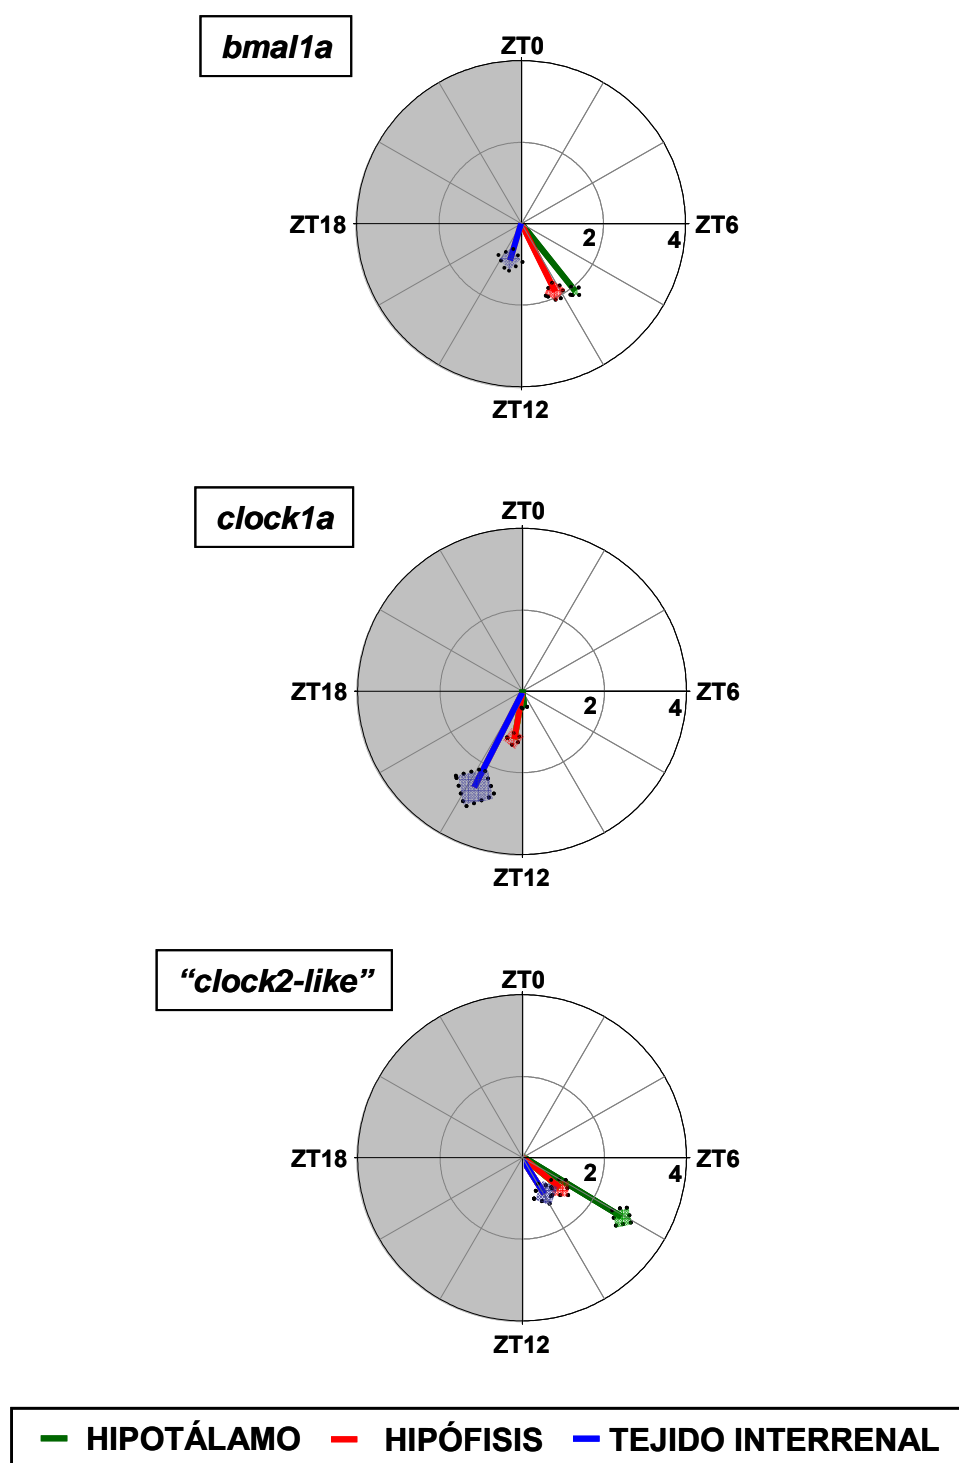 bmal1a
ZT0
ZT18
2
4
ZT6
ZT12
clock1a
ZT0
ZT18
2
4
ZT6
ZT12
“clock2-like”
ZT0
ZT18
2
4
ZT6
ZT12
HIPOTÁLAMO HIPÓFISIS TEJIDO INTERRENAL